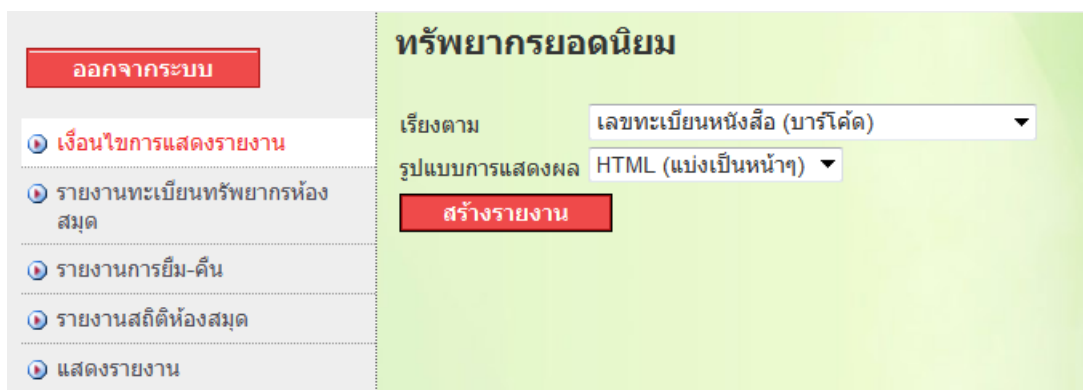 ออกจากระบบ
เงื่อนไขการแสดงรายงาน
รายงานทะเบียนทรัพยากรห้อง
สมุด
รายงานการยืม-คืน
รายงานสถิติห้องสมุด
แสดงรายงาน
ทรัพยากรยอดนิยม
เรียงตาม เลขทะเบียนหนังสือ (บาร์โค้ด)
รูปแบบการแสดงผล HTML (แบ่งเป็นหน้าๆ)
สร้างรายงาน